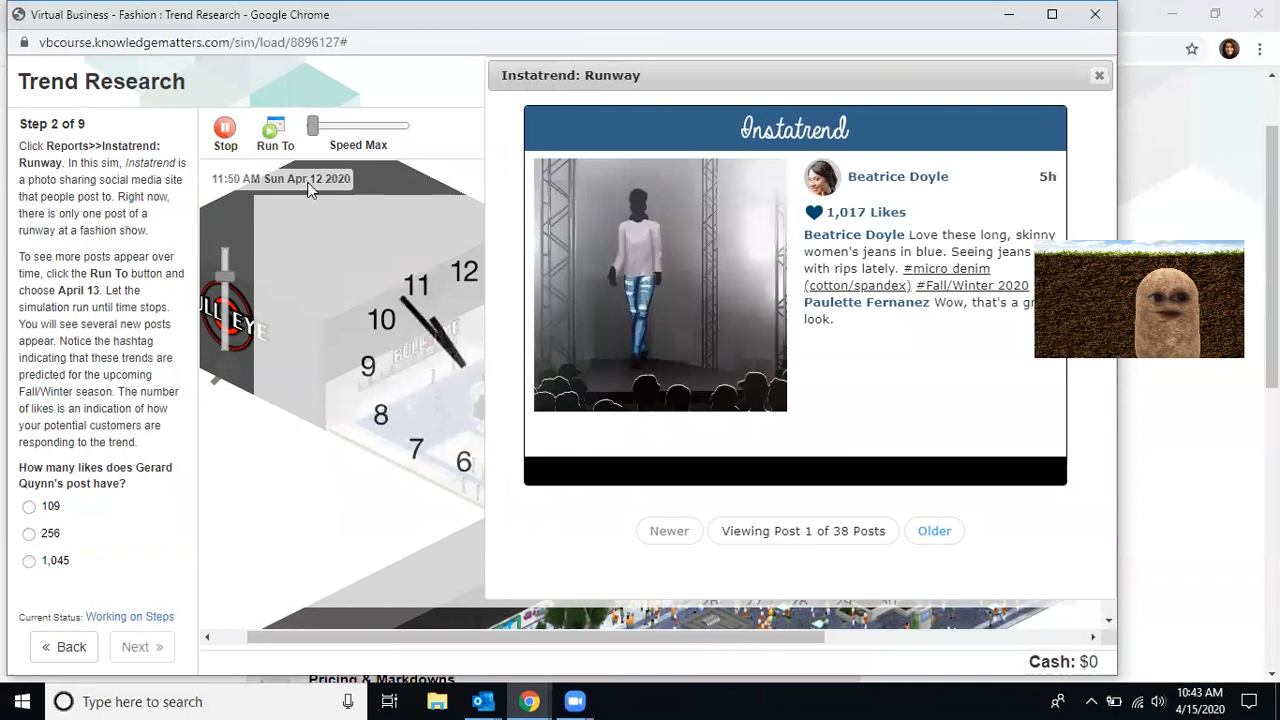 Virtual Business - Fashion : Trend Research - Google Chrome
vbcourse.knowledgematters.com/sim/load/8896127#
Trend Research
Step 2 of 9
Click Reports>>Instatrend:
Runway. In this sim, Instatrend is
a photo sharing social media site
that people post to. Right now,
there is only one post of a
runway at a fashion show.
To see more posts appear over
time, click the Run To button and
choose April 13. Let the
simulation run until time stops.
You will see several new posts
appear. Notice the hashtag
indicating that these trends are
predicted for the upcoming
Fall/Winter season. The number
of likes is an indication of how
your potential customers are
responding to the trend.
How many likes does Gerard
Quynn's post have?
109
256
1,045
Current Status: Working on Steps
« Back
Next »
Stop
Run To
Speed Max
11:50 AM Sun Apr 12 2020
12
11
10
9
8
7
6
Instatrend: Runway
Instatrend
Beatrice Doyle
5h
1,017 Likes
Beatrice Doyle Love these long, skinny
women's jeans in blue. Seeing jeans
with rips lately. #micro denim
(cotton/spandex) #Fall/Winter 2020
Paulette Fernanez Wow, that's a
look.
Newer
Viewing Post 1 of 38 Posts
Older
26 27 28 29 30
Cash: $0
Pricing & Markdowns
Type here to search
10:43 AM
4/15/2020